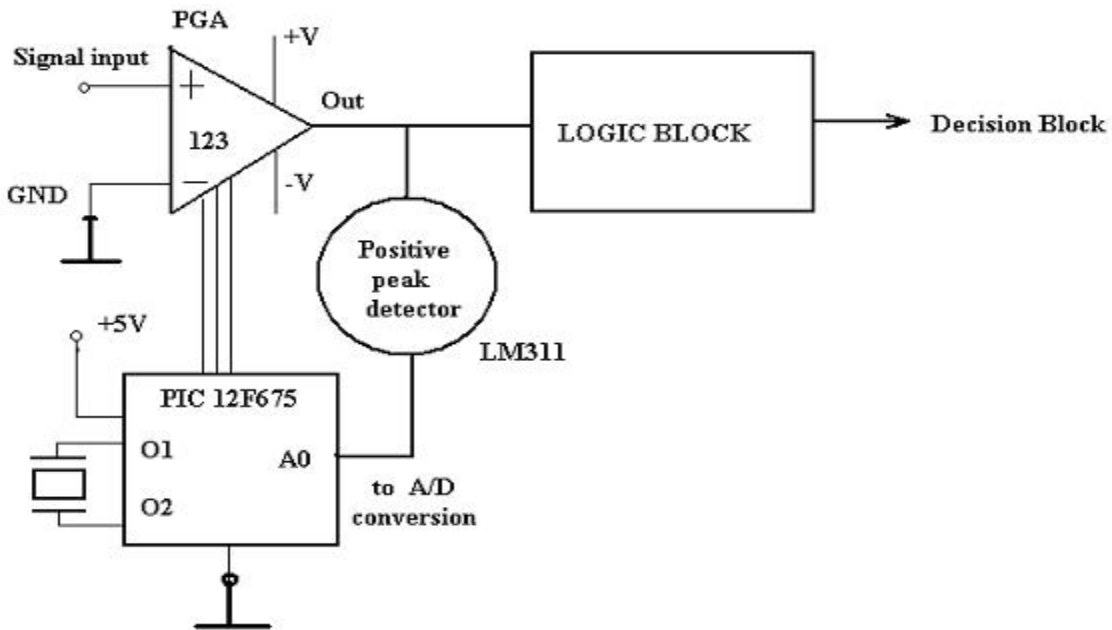 PGA
+V
Signal input
+
Out
123
LOGIC BLOCK
Decision Block
−
-V
GND
Positive
peak
detector
+5V
LM311
PIC 12F675
O1
A0
O2
to A/D
conversion